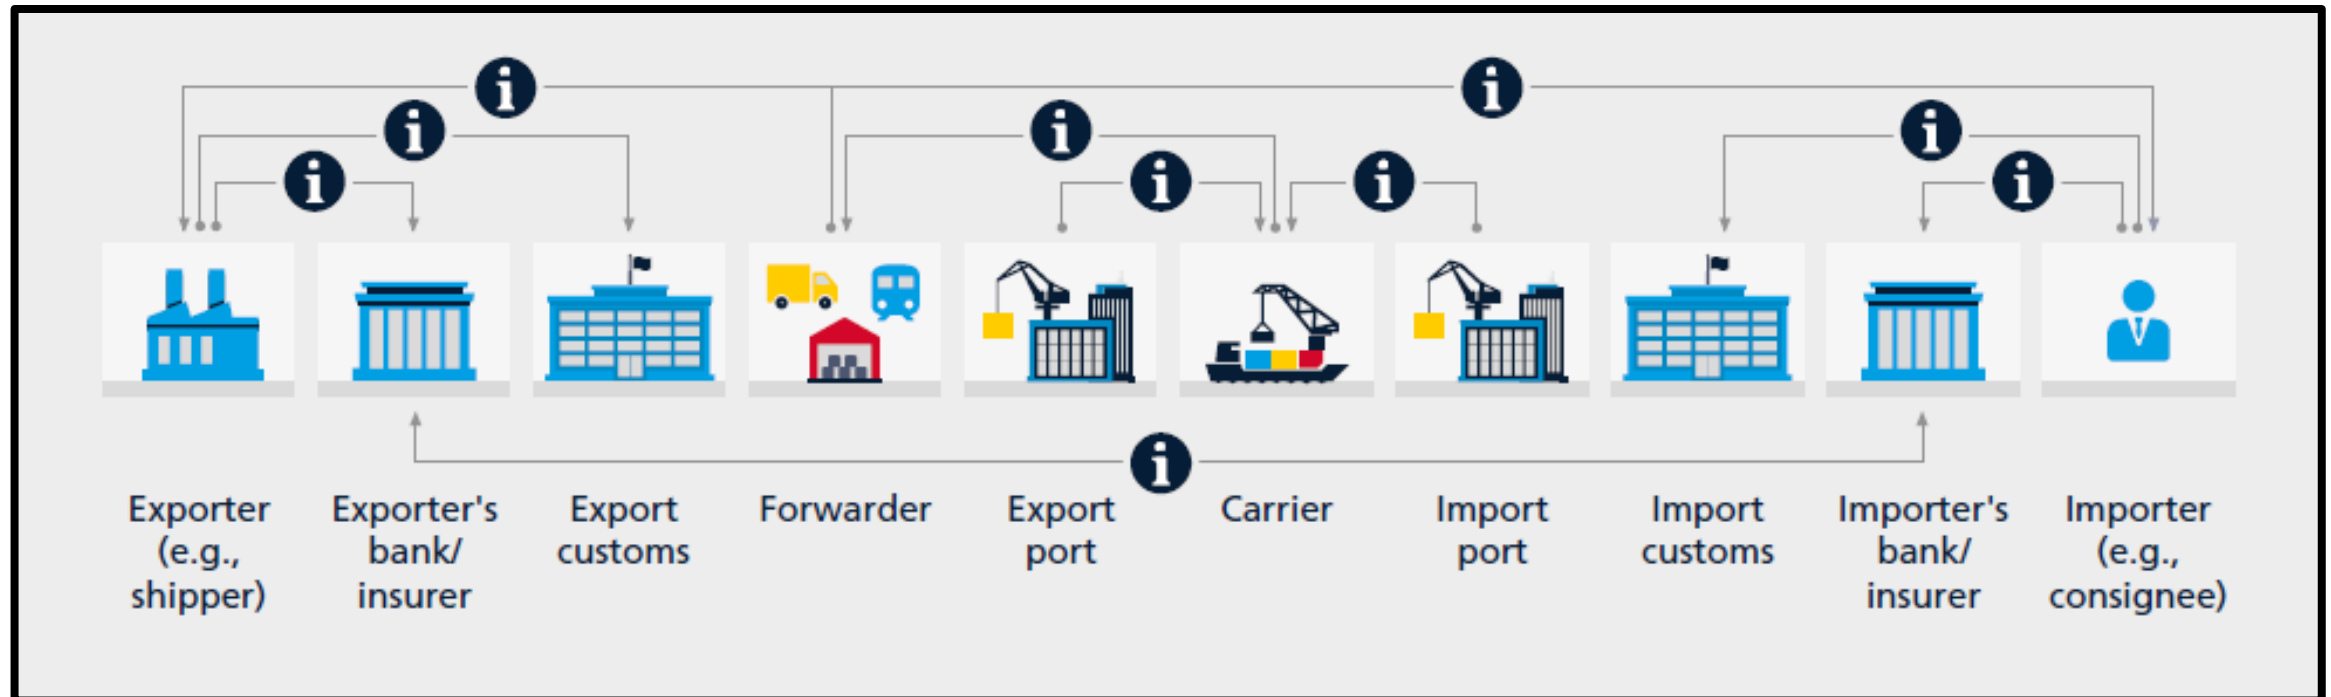 i
i
i
i
i
i
i
i
i
i
Exporter
(e.g.,
shipper)
Exporter's
bank/
insurer
Export
customs
Forwarder
Export
port
Carrier
Import
port
Import
customs
Importer's
bank/
insurer
Importer
(e.g.,
consignee)